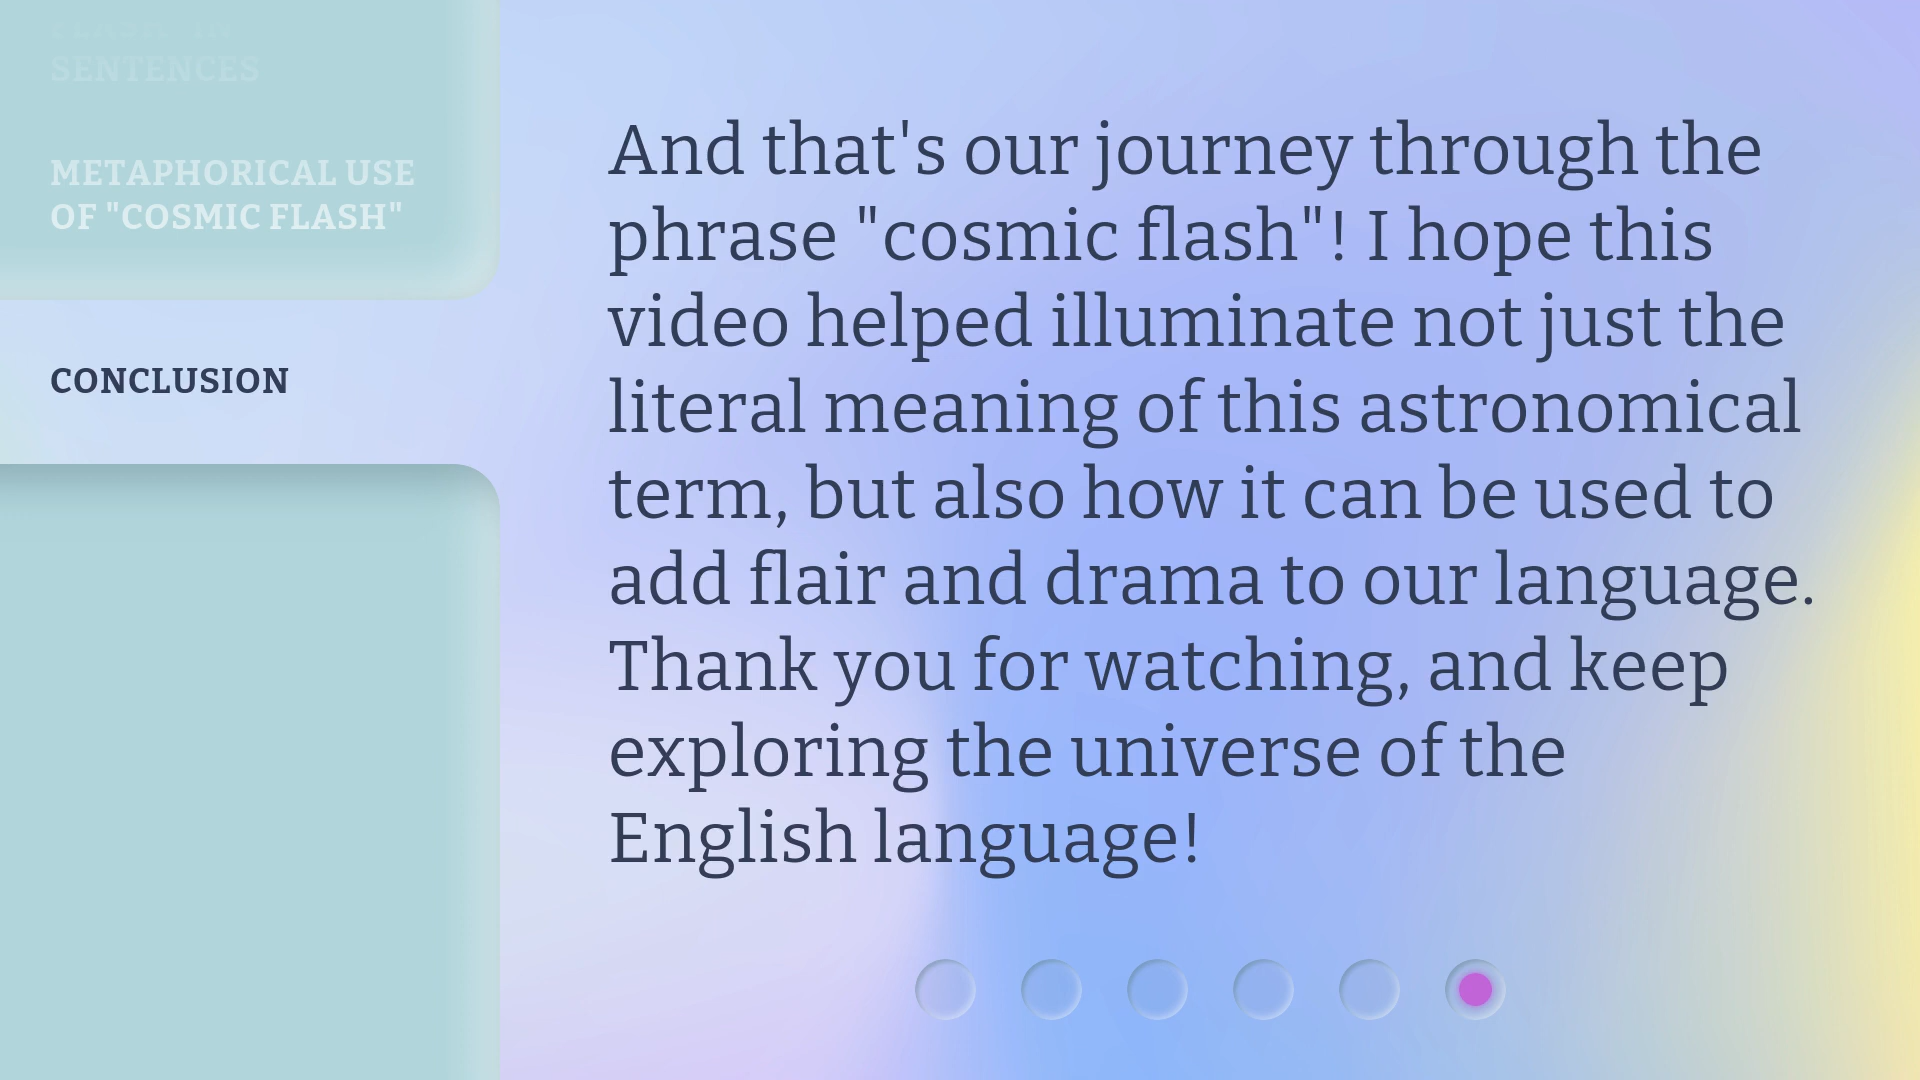 SENTENCES
METAPHORICAL USE
OF "COSMIC FLASH"
CONCLUSION
And that's our journey through the
phrase "cosmic flash"! I hope this
video helped illuminate not just the
literal meaning of this astronomical
term, but also how it can be used to
add flair and drama to our language.
Thank you for watching, and keep
exploring the universe of the
English language!